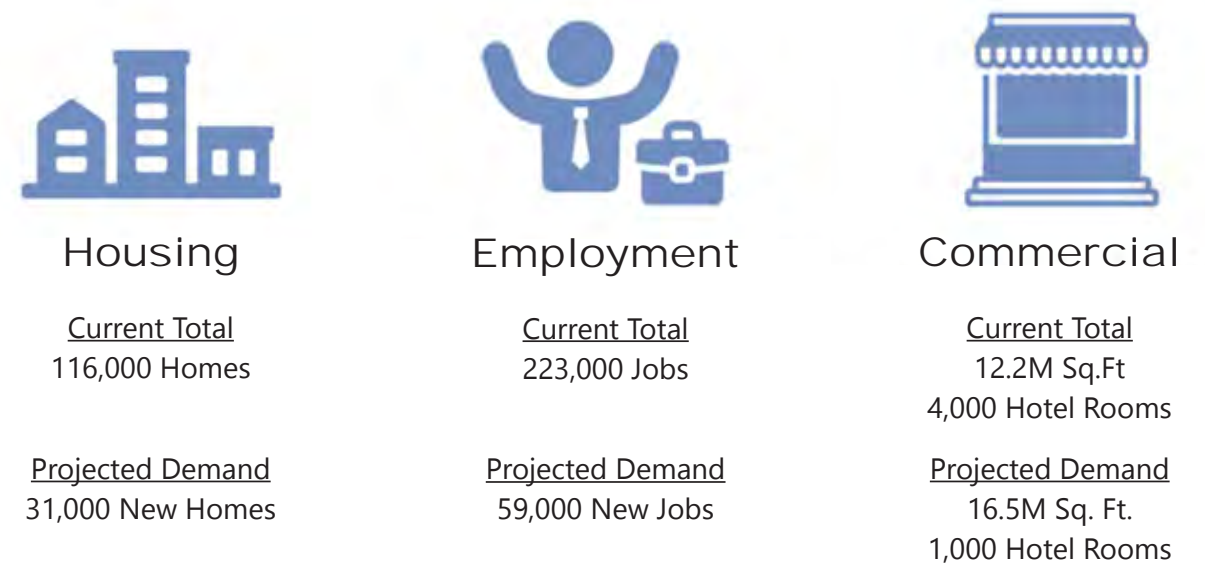 Housing
Current Total
116,000 Homes
Projected Demand
31,000 New Homes
Employment
Current Total
223,000 Jobs
Projected Demand
59,000 New Jobs
Commercial
Current Total
12.2M Sq.Ft
4,000 Hotel Rooms
Projected Demand
16.5M Sq. Ft.
1,000 Hotel Rooms